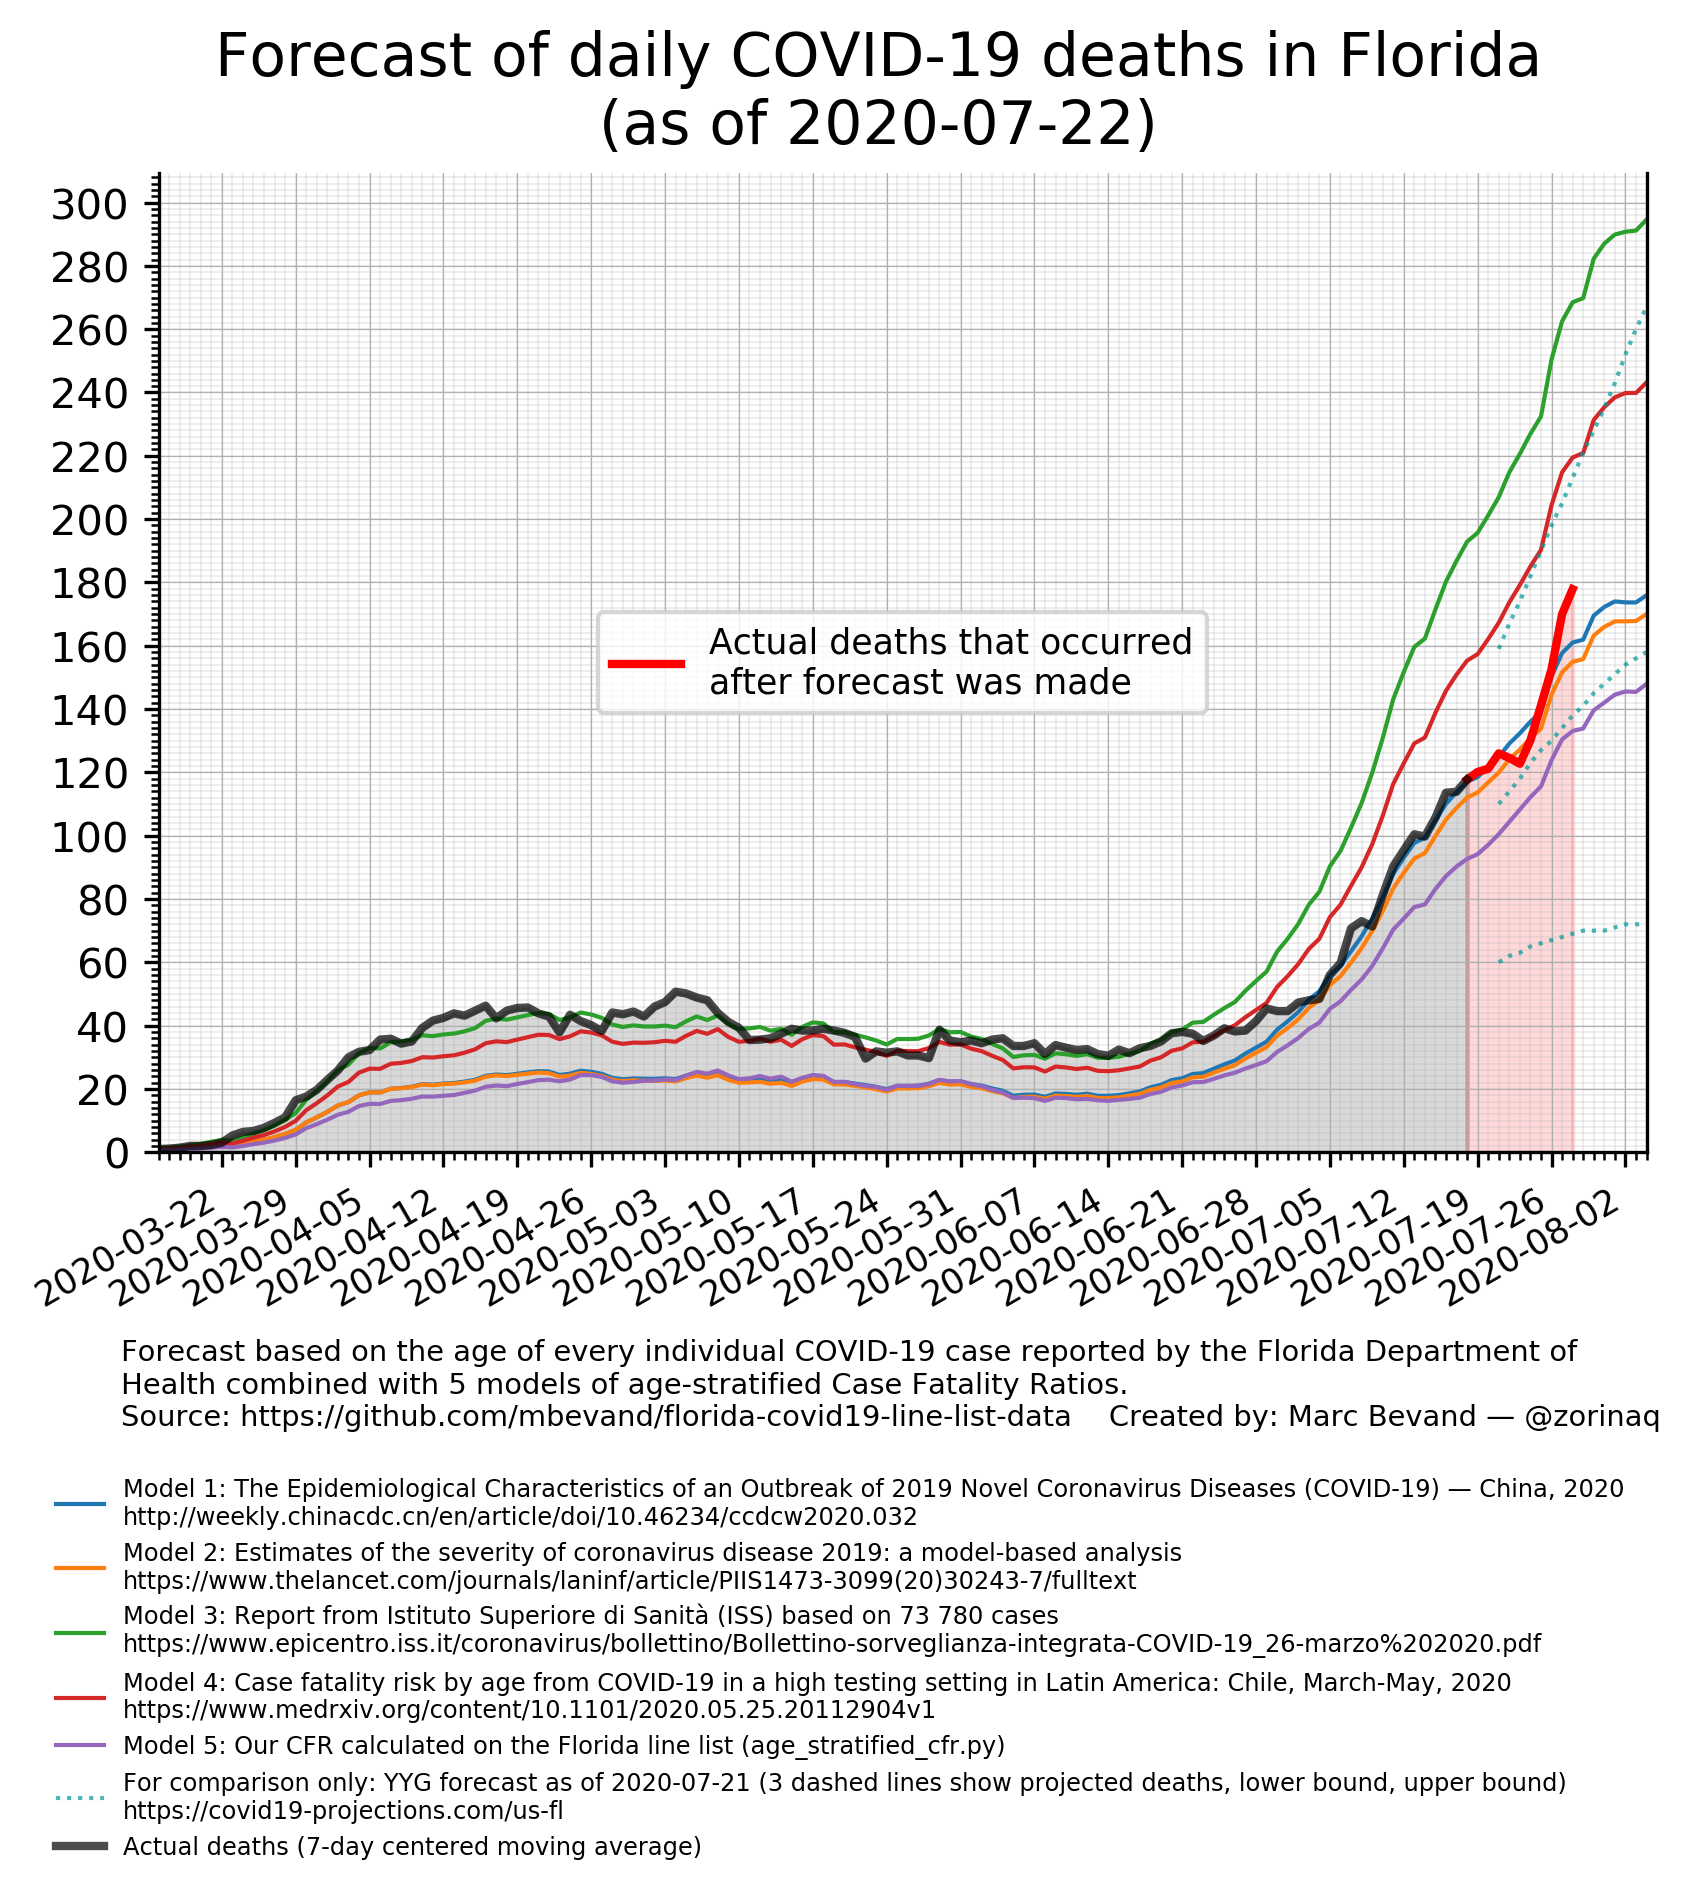 Forecast of daily COVID-19 deaths in Florida
(as of 2020-07-22)
300
280
260
240
220
200
180
160
140
120
100
80
60
40
20
0
Actual deaths that occurred
after forecast was made
2020-03-22
2020-03-29
2020-04-05
2020-04-12
2020-04-19
2020-04-26
2020-05-03
2020-05-10
2020-05-17
2020-05-24
2020-05-31
2020-06-07
2020-06-14
2020-06-21
2020-06-28
2020-07-05
2020-07-12
2020-07-19
2020-07-26
2020-08-02
Forecast based on the age of every individual COVID-19 case reported by the Florida Department of
Health combined with 5 models of age-stratified Case Fatality Ratios.
Source: https://github.com/mbevand/florida-covid19-line-list-data Created by: Marc Bevand — @zorinaq
Model 1: The Epidemiological Characteristics of an Outbreak of 2019 Novel Coronavirus Diseases (COVID-19) — China, 2020
http://weekly.chinacdc.cn/en/article/doi/10.46234/ccdcw2020.032
Model 2: Estimates of the severity of coronavirus disease 2019: a model-based analysis
https://www.thelancet.com/journals/laninf/article/PIIS1473-3099(20)30243-7/fulltext
Model 3: Report from Istituto Superiore di Sanità (ISS) based on 73 780 cases
https://www.epicentro.iss.it/coronavirus/bollettino/Bollettino-sorveglianza-integrata-COVID-19_26-marzo%202020.pdf
Model 4: Case fatality risk by age from COVID-19 in a high testing setting in Latin America: Chile, March-May, 2020
https://www.medrxiv.org/content/10.1101/2020.05.25.20112904v1
Model 5: Our CFR calculated on the Florida line list (age_stratified_cfr.py)
For comparison only: YYG forecast as of 2020-07-21 (3 dashed lines show projected deaths, lower bound, upper bound)
https://covid19-projections.com/us-fl
Actual deaths (7-day centered moving average)